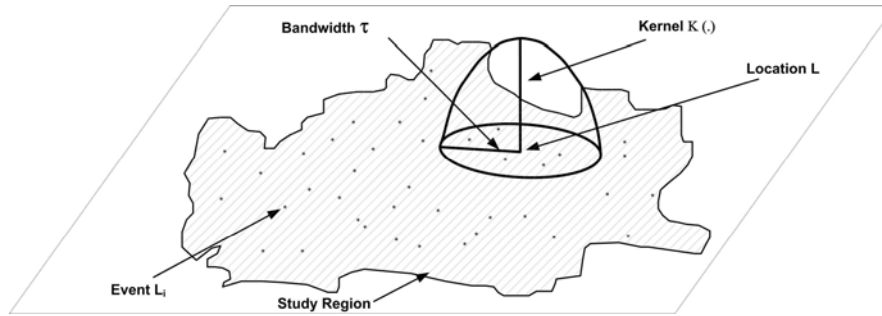 Bandwidth τ
Kernel K (.)
Location L
Event Li
Study Region